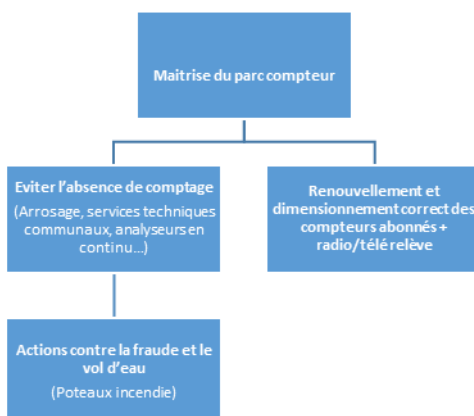 Maitrise du parc compteur
Eviter l'absence de comptage
(Arrosage, services techniques
communaux, analyseurs en
continu...)
Renouvellement et
dimensionnement correct des
compteurs abonnés +
radio/télé relève
Actions contre la fraude et le
vol d'eau
(Poteaux incendie)